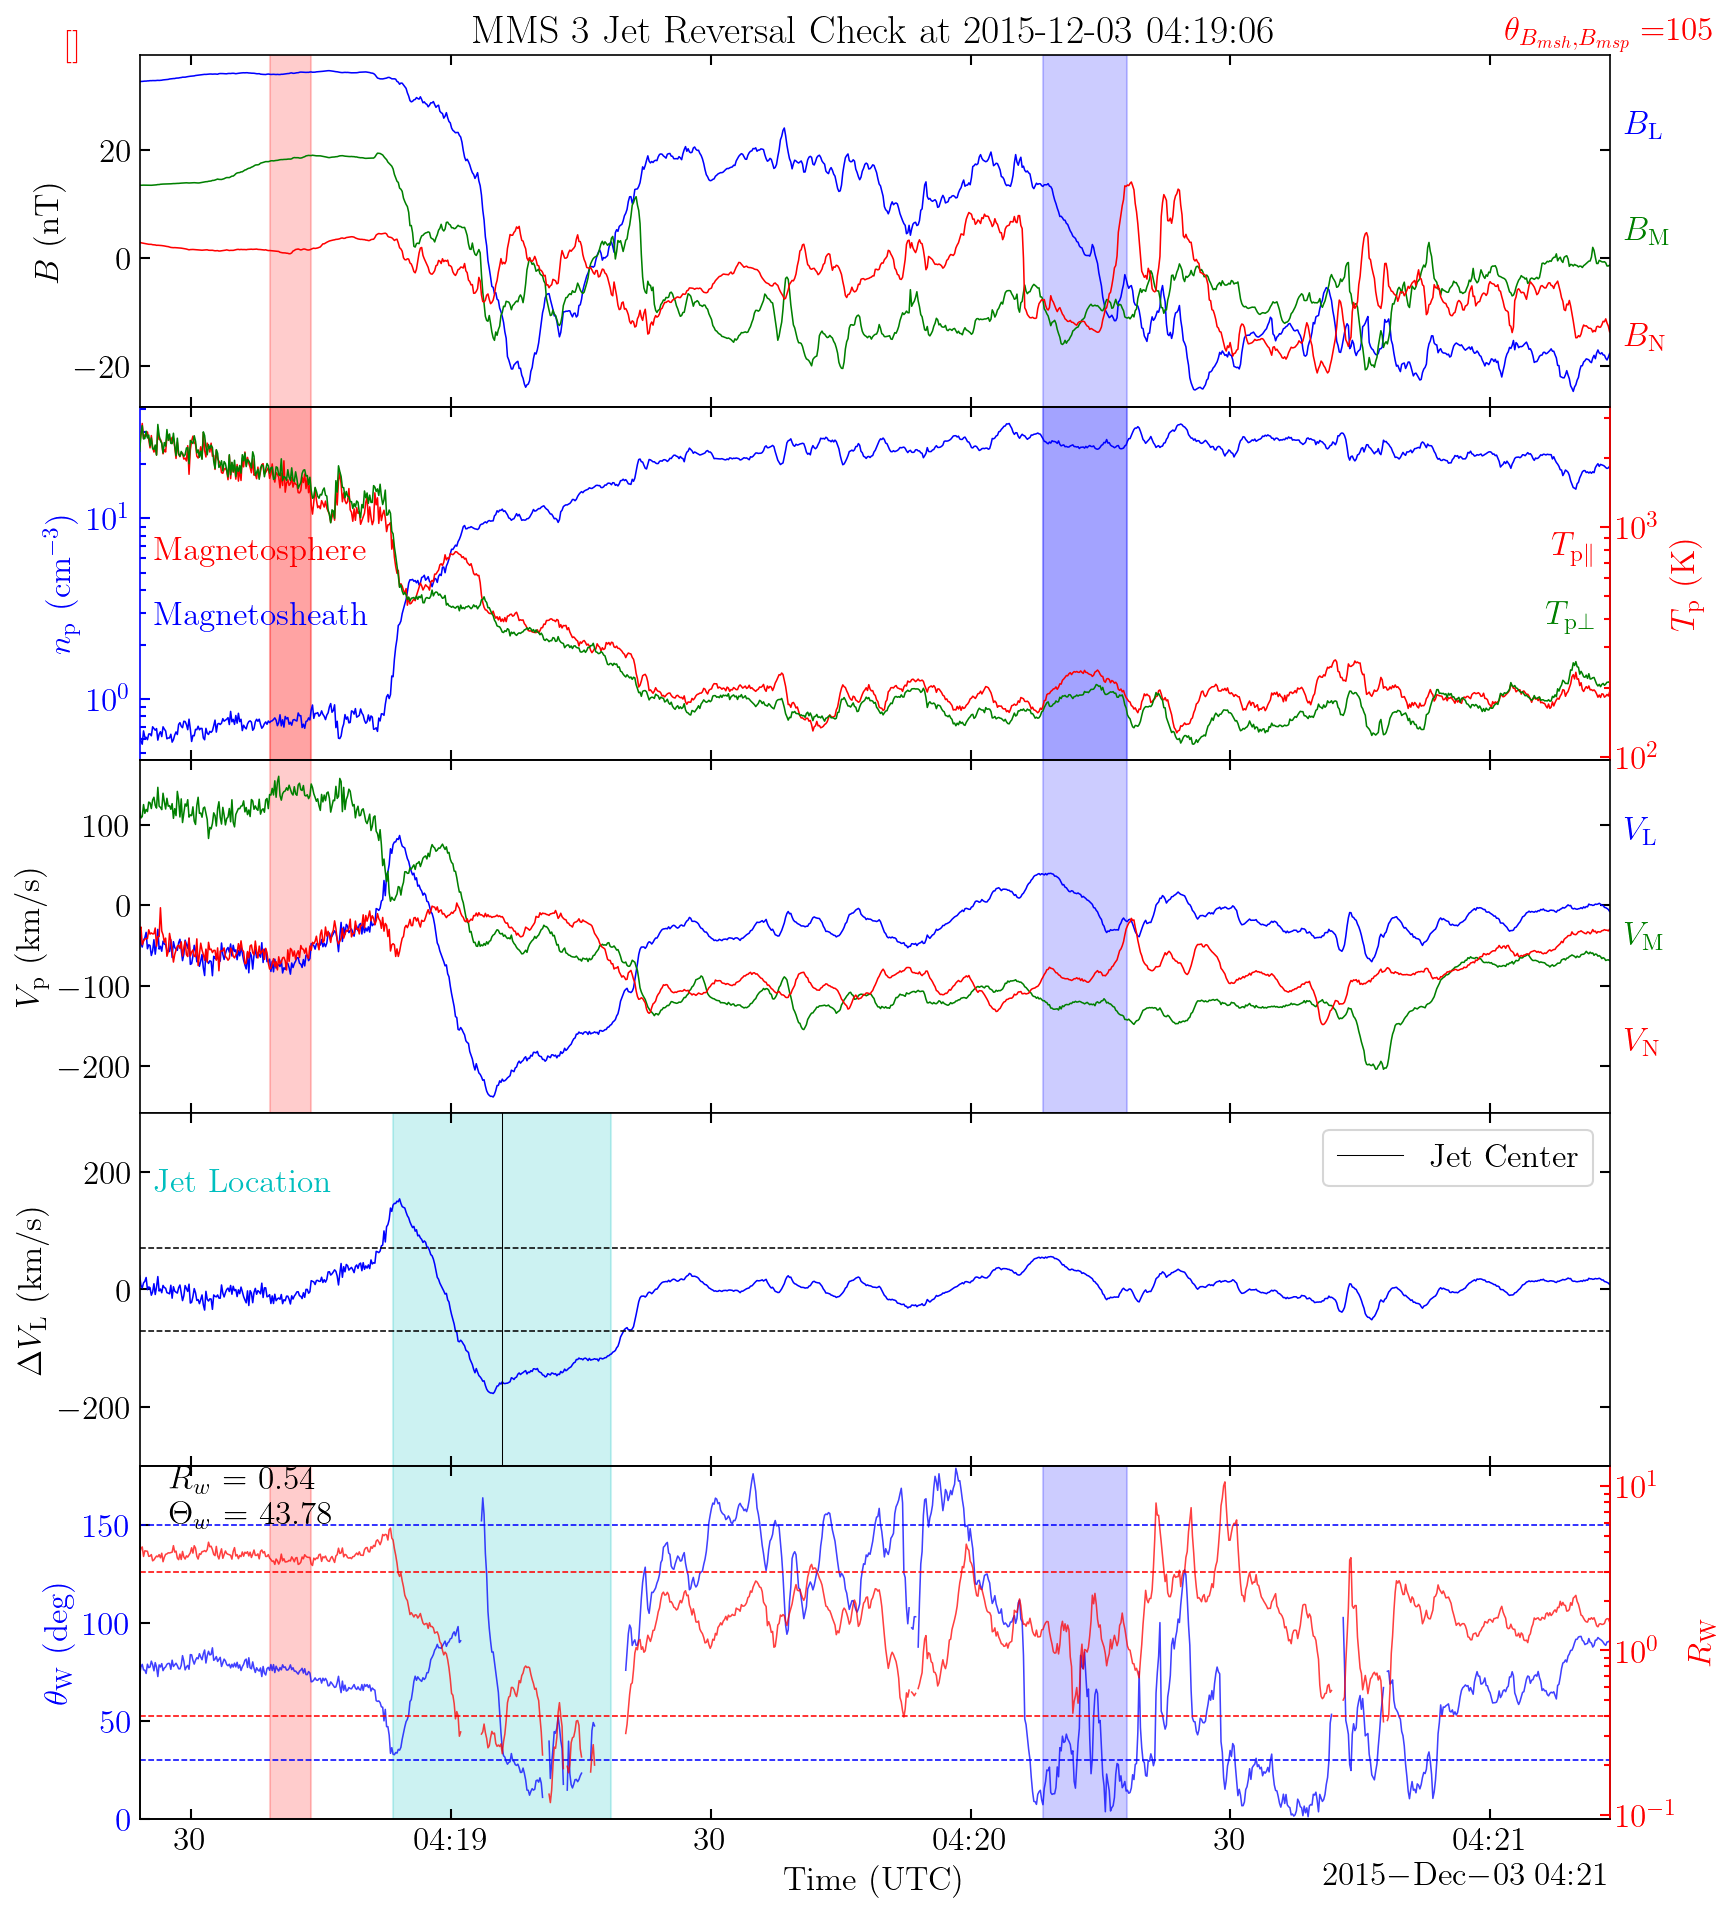 MMS 3 Jet Reversal Check at 2015-12-03 04:19:06
[]
θ_{B_{msh},B_{msp}} =105
B (nT)
20
0
−20
B_L
B_M
B_N
n_p (cm^{−3})
10^1
10^0
Magnetosphere
Magnetosheath
T_{p∥}
T_{p⊥}
10^3
10^2
T_p (K)
V_p (km/s)
100
0
−100
−200
V_L
V_M
V_N
ΔV_L (km/s)
200
0
−200
Jet Location
Jet Center
R_w = 0.54
Θ_w = 43.78
θ_W (deg)
150
100
50
0
10^1
10^0
10^{−1}
R_W
30 04:19 30 04:20 30 04:21
Time (UTC)
2015−Dec−03 04:21